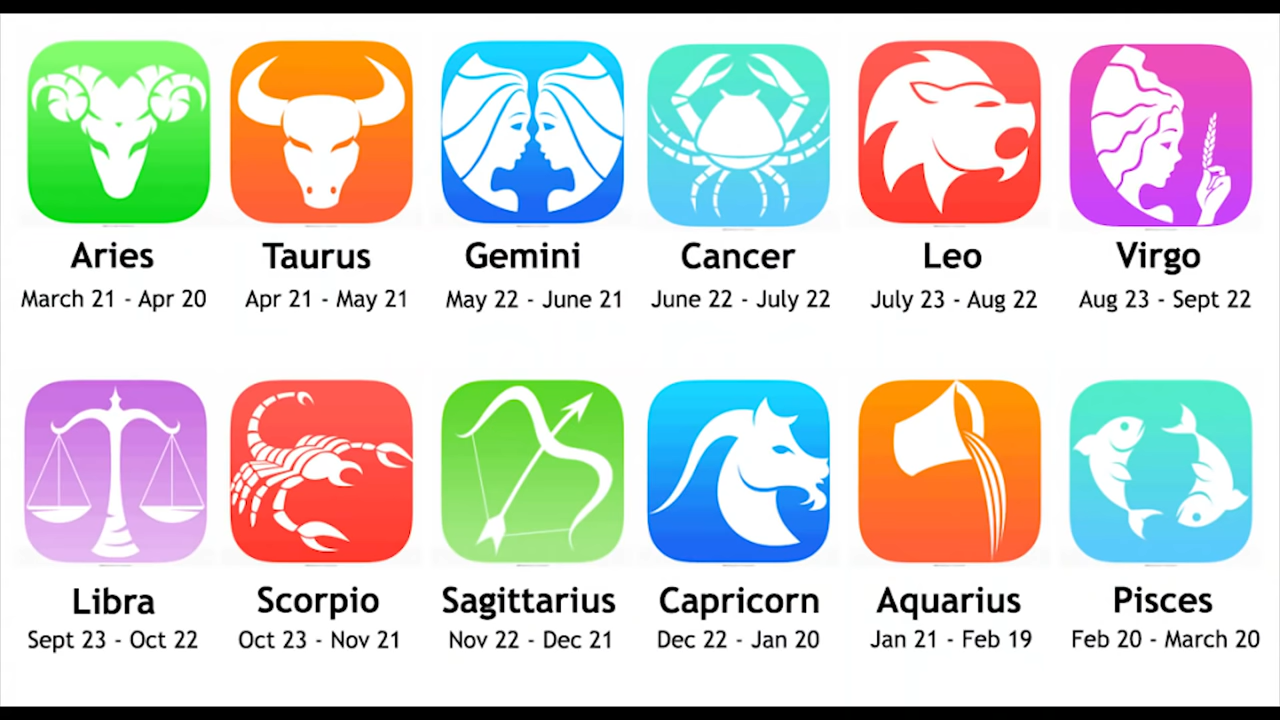 Aries Taurus Gemini Cancer Leo Virgo
March 21 - Apr 20 Apr 21 - May 21 May 22 - June 21 June 22 - July 22 July 23 - Aug 22 Aug 23 - Sept 22
Libra Scorpio Sagittarius Capricorn Aquarius Pisces
Sept 23 - Oct 22 Oct 23 - Nov 21 Nov 22 - Dec 21 Dec 22 - Jan 20 Jan 21 - Feb 19 Feb 20 - March 20